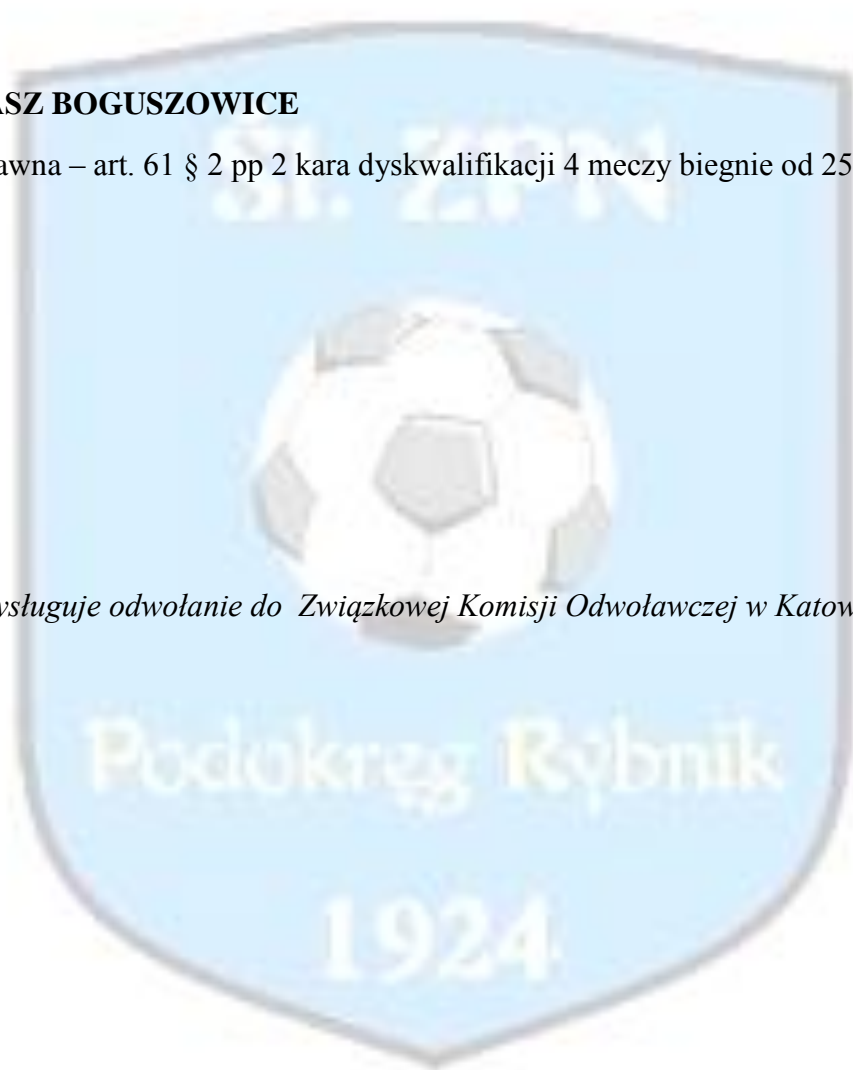 ASZ BOGUSZOWICE
Śl. ZPN
awna – art. 61 § 2 pp 2 kara dyskwalifikacji 4 meczy biegnie od 25
ysługuje odwołanie do Związkowej Komisji Odwoławczej w Katow
Podokręg Rybnik
1924